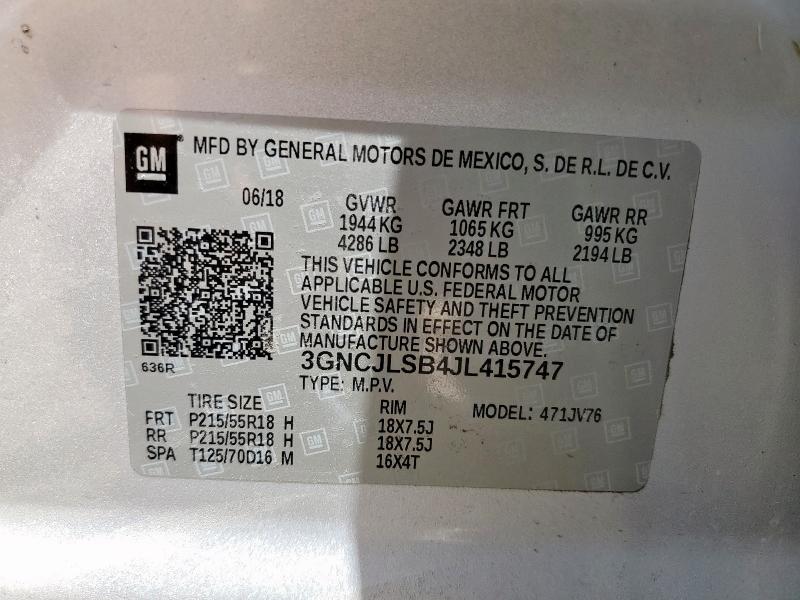 GM MFD BY GENERAL MOTORS DE MEXICO, S. DE R.L. DE C.V.
06/18 GVWR GAWR FRT GAWR RR
1944 KG 1065 KG 995 KG
4286 LB 2348 LB 2194 LB
THIS VEHICLE CONFORMS TO ALL
APPLICABLE U.S. FEDERAL MOTOR
VEHICLE SAFETY AND THEFT PREVENTION
STANDARDS IN EFFECT ON THE DATE OF
MANUFACTURE SHOWN ABOVE.
636R 3GNCJLSB4JL415747
TYPE: M.P.V.
TIRE SIZE RIM MODEL: 471JV76
FRT P215/55R18 H 18X7.5J
RR P215/55R18 H 18X7.5J
SPA T125/70D16 M 16X4T